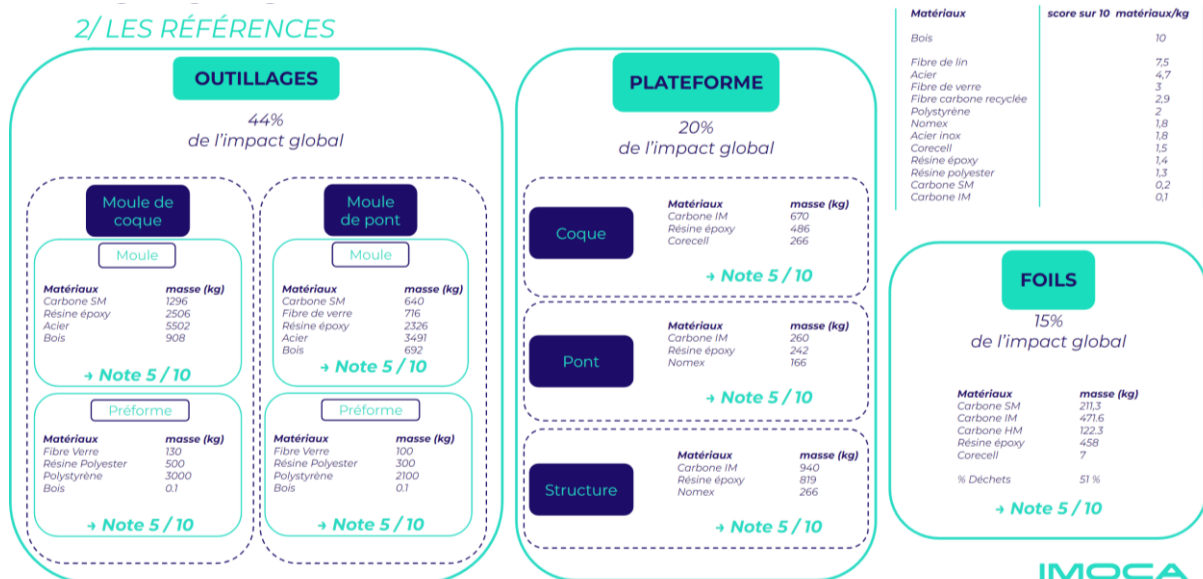 2/ LES RÉFÉRENCES
OUTILLAGES
44%
de l’impact global
Moule de
coque
Moule
Matériaux masse (kg)
Carbone SM 1296
Résine époxy 2506
Acier 5502
Bois 908
→ Note 5 / 10
Préforme
Matériaux masse (kg)
Fibre Verre 130
Résine Polyester 500
Polystyrène 3000
Bois 0.1
→ Note 5 / 10
Moule
de pont
Moule
Matériaux masse (kg)
Carbone SM 640
Fibre de verre 716
Résine époxy 2326
Acier 3491
Bois 692
→ Note 5 / 10
Préforme
Matériaux masse (kg)
Fibre Verre 100
Résine Polyester 300
Polystyrène 2100
Bois 0.1
→ Note 5 / 10
PLATEFORME
20%
de l’impact global
Coque
Matériaux masse (kg)
Carbone IM 670
Résine époxy 486
Corecell 266
→ Note 5 / 10
Pont
Matériaux masse (kg)
Carbone IM 260
Résine époxy 242
Nomex 166
→ Note 5 / 10
Structure
Matériaux masse (kg)
Carbone IM 940
Résine époxy 819
Nomex 266
→ Note 5 / 10
Matériaux score sur 10 matériaux/kg
Bois 10
Fibre de lin 7,5
Acier 4,7
Fibre de verre 3
Fibre carbone recyclée 2,9
Polystyrène 2
Nomex 1,8
Acier inox 1,8
Corecell 1,5
Résine époxy 1,4
Résine polyester 1,3
Carbone SM 0,2
Carbone IM 0,1
FOILS
15%
de l’impact global
Matériaux masse (kg)
Carbone SM 211,3
Carbone IM 471.6
Carbone HM 122.3
Résine époxy 458
Corecell 7
% Déchets 51 %
→ Note 5 / 10
IMOCA